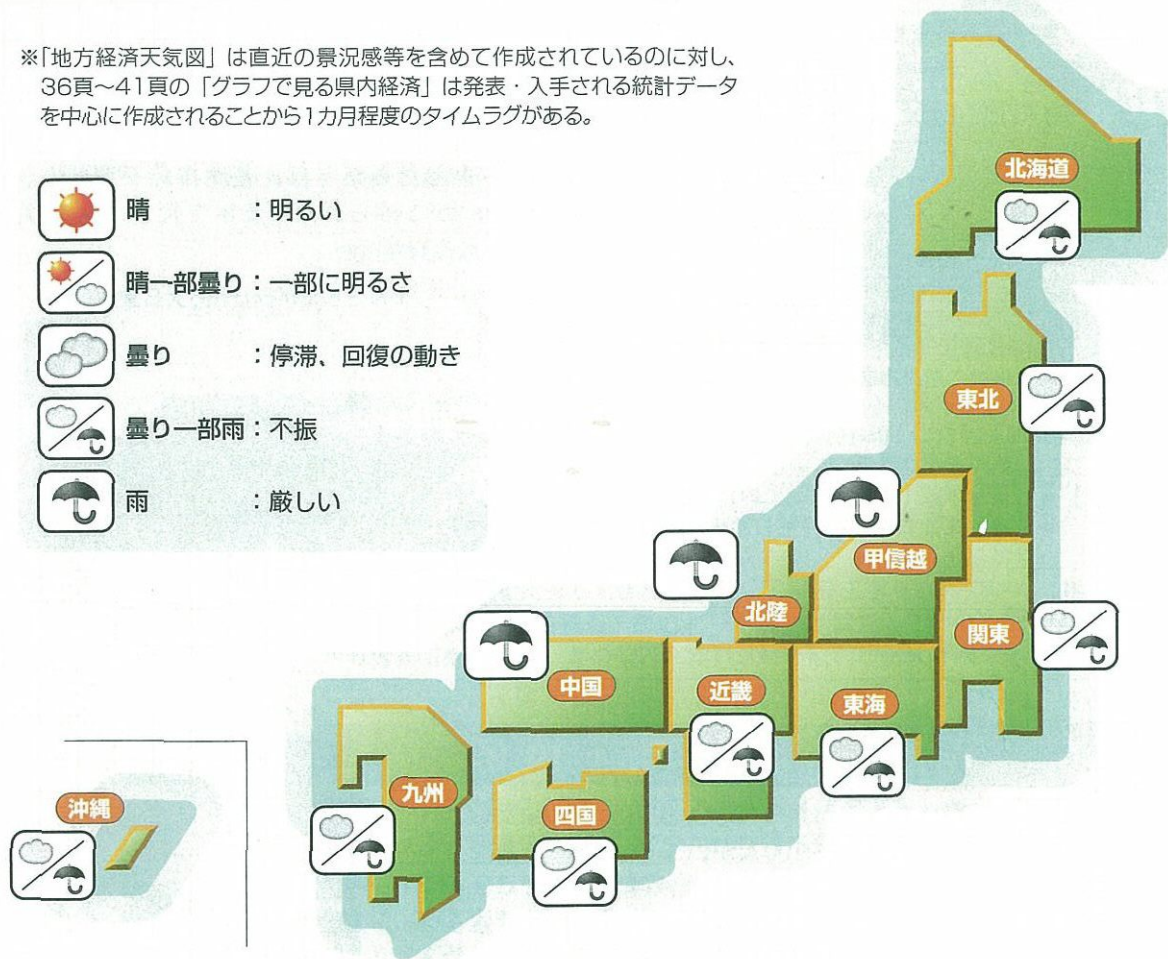 ※「地方経済天気図」は直近の景況感等を含めて作成されているのに対し、
36頁～41頁の「グラフで見る県内経済」は発表・入手される統計データ
を中心に作成されることから1カ月程度のタイムラグがある。
晴　　　　：明るい
晴一部曇り：一部に明るさ
曇り　　　：停滞、回復の動き
曇り一部雨：不振
雨　　　　：厳しい
北海道
東北
甲信越
北陸
関東
中国
近畿
東海
九州
四国
沖縄